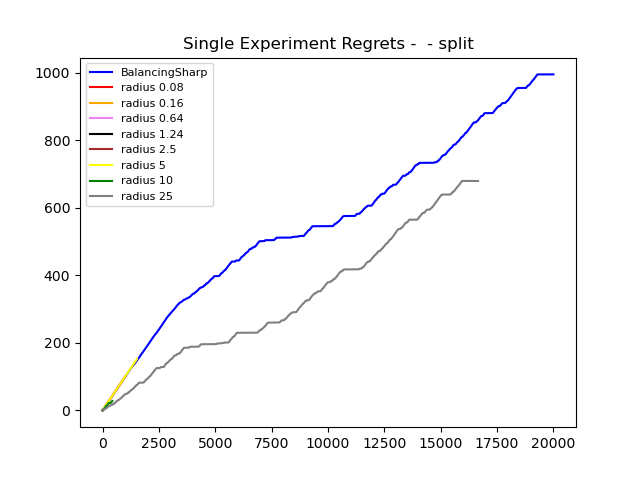 Single Experiment Regrets -  - split
BalancingSharp
radius 0.08
radius 0.16
radius 0.64
radius 1.24
radius 2.5
radius 5
radius 10
radius 25
1000
800
600
400
200
0
0 2500 5000 7500 10000 12500 15000 17500 20000